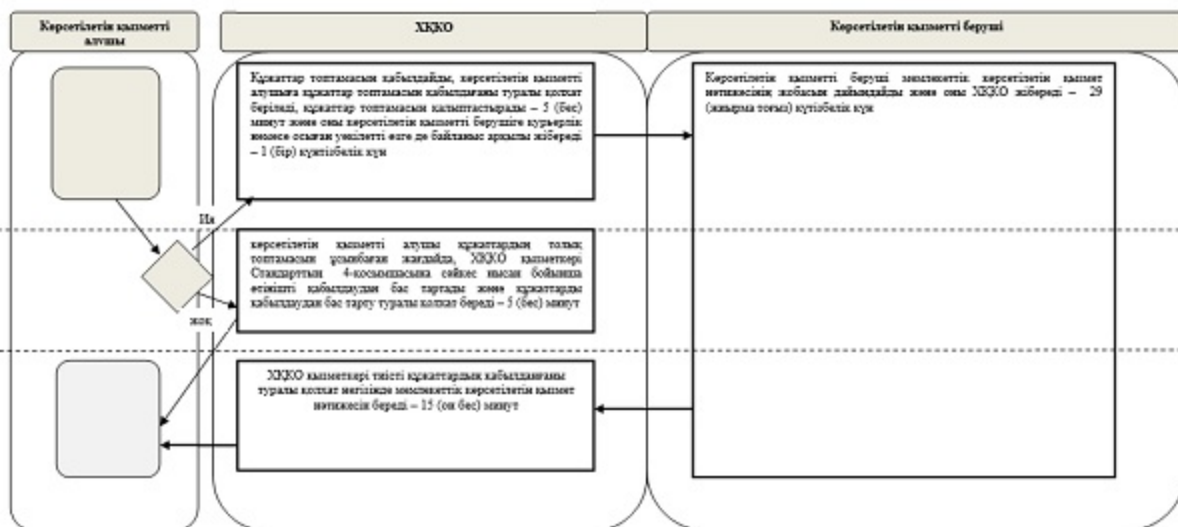 Көрсетілетін қызметті
алушы
ХҚКО
Көрсетілетін қызметті беруші
Құжаттар топтамасын қабылдайды, көрсетілетін қызметті
алушыға құжаттар топтамасын қабылдағаны туралы қолхат
беріледі, құжаттар топтамасын қалыптастырады – 5 (бес)
минут және оны көрсетілетін қызметті берушіге курьерлік
немесе осыған уәкілетті өзге де байланыс арқылы жібереді
– 1 (бір) күнтізбелік күн
Көрсетілетін қызметті беруші мемлекеттік көрсетілетін қызмет
нәтижесінің жобасын дайындайды және оны ХҚКО жібереді – 29
(жиырма тоғыз) күтізбелік күн
Ия
көрсетілетін қызметті алушы құжаттардың толық
топтамасын ұсынбаған жағдайда, ХҚКО қызметкері
Стандарттың 4-қосымшасына сәйкес нысан бойынша
өтінішті қабылдаудан бас тартады және құжаттарды
қабылдаудан бас тарту туралы қолхат береді – 5 (бес) минут
жоқ
ХҚКО қызметкері тиісті құжаттардың қабылданғаны
туралы қолхат негізінде мемлекеттік көрсетілетін қызмет
нәтижесін береді – 15 (он бес) минут